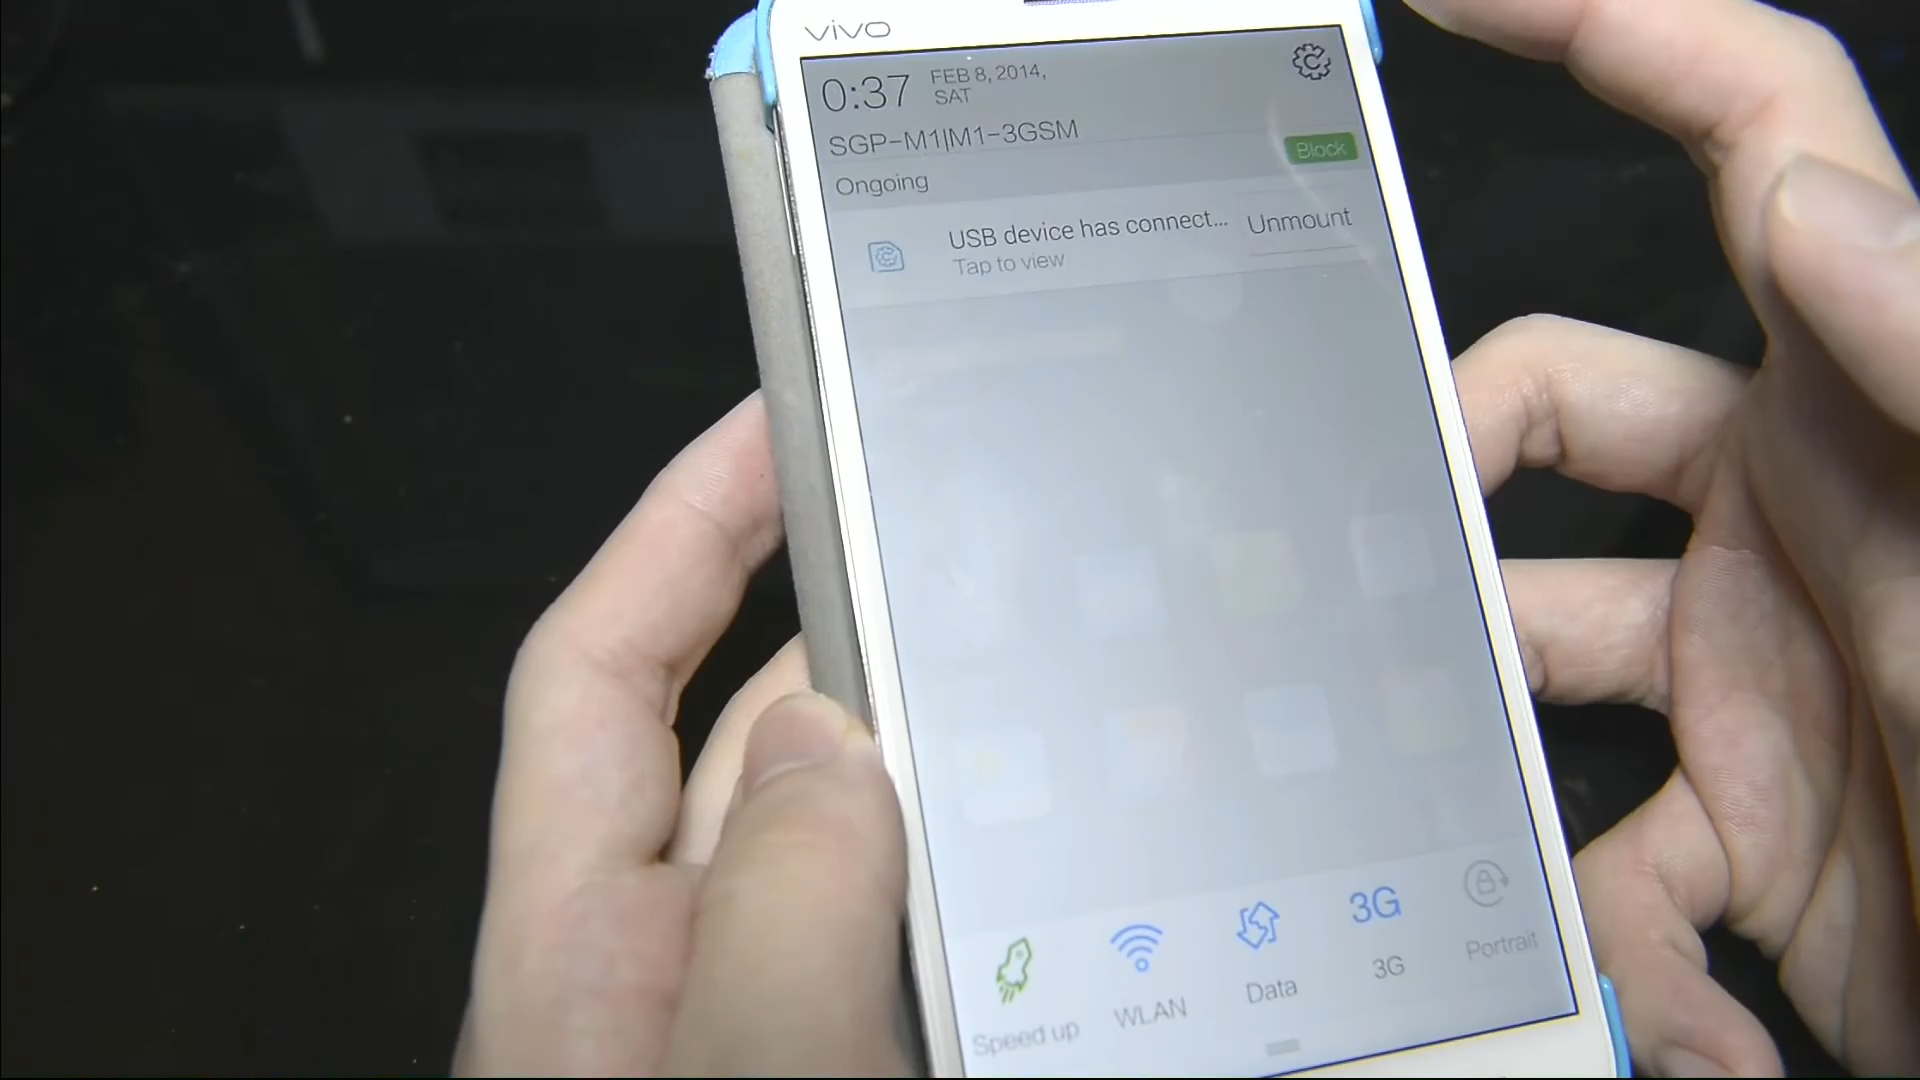 vivo
0:37 FEB 8, 2014,
SAT
SGP-M1|M1-3GSM
Block
Ongoing
USB device has connect... Unmount
Tap to view
3G
Speed up WLAN Data 3G Portrait